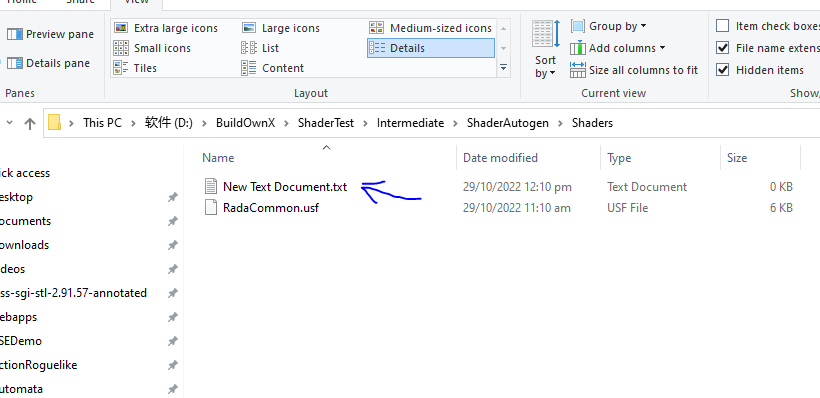 Home Share View
Preview pane
Details pane
Panes
Extra large icons
Large icons
Medium-sized icons
Small icons
List
Details
Tiles
Content
Layout
Sort by
Group by
Add columns
Size all columns to fit
Current view
Item check boxes
File name extens
Hidden items
Show/
This PC > 软件 (D:) > BuildOwnX > ShaderTest > Intermediate > ShaderAutogen > Shaders
Name Date modified Type Size
New Text Document.txt 29/10/2022 12:10 pm Text Document 0 KB
RadaCommon.usf 29/10/2022 11:10 am USF File 6 KB
ick access
esktop
ocuments
ownloads
ideos
ss-sgi-stl-2.91.57-annotated
ebapps
SEDemo
ctionRoguelike
utomata